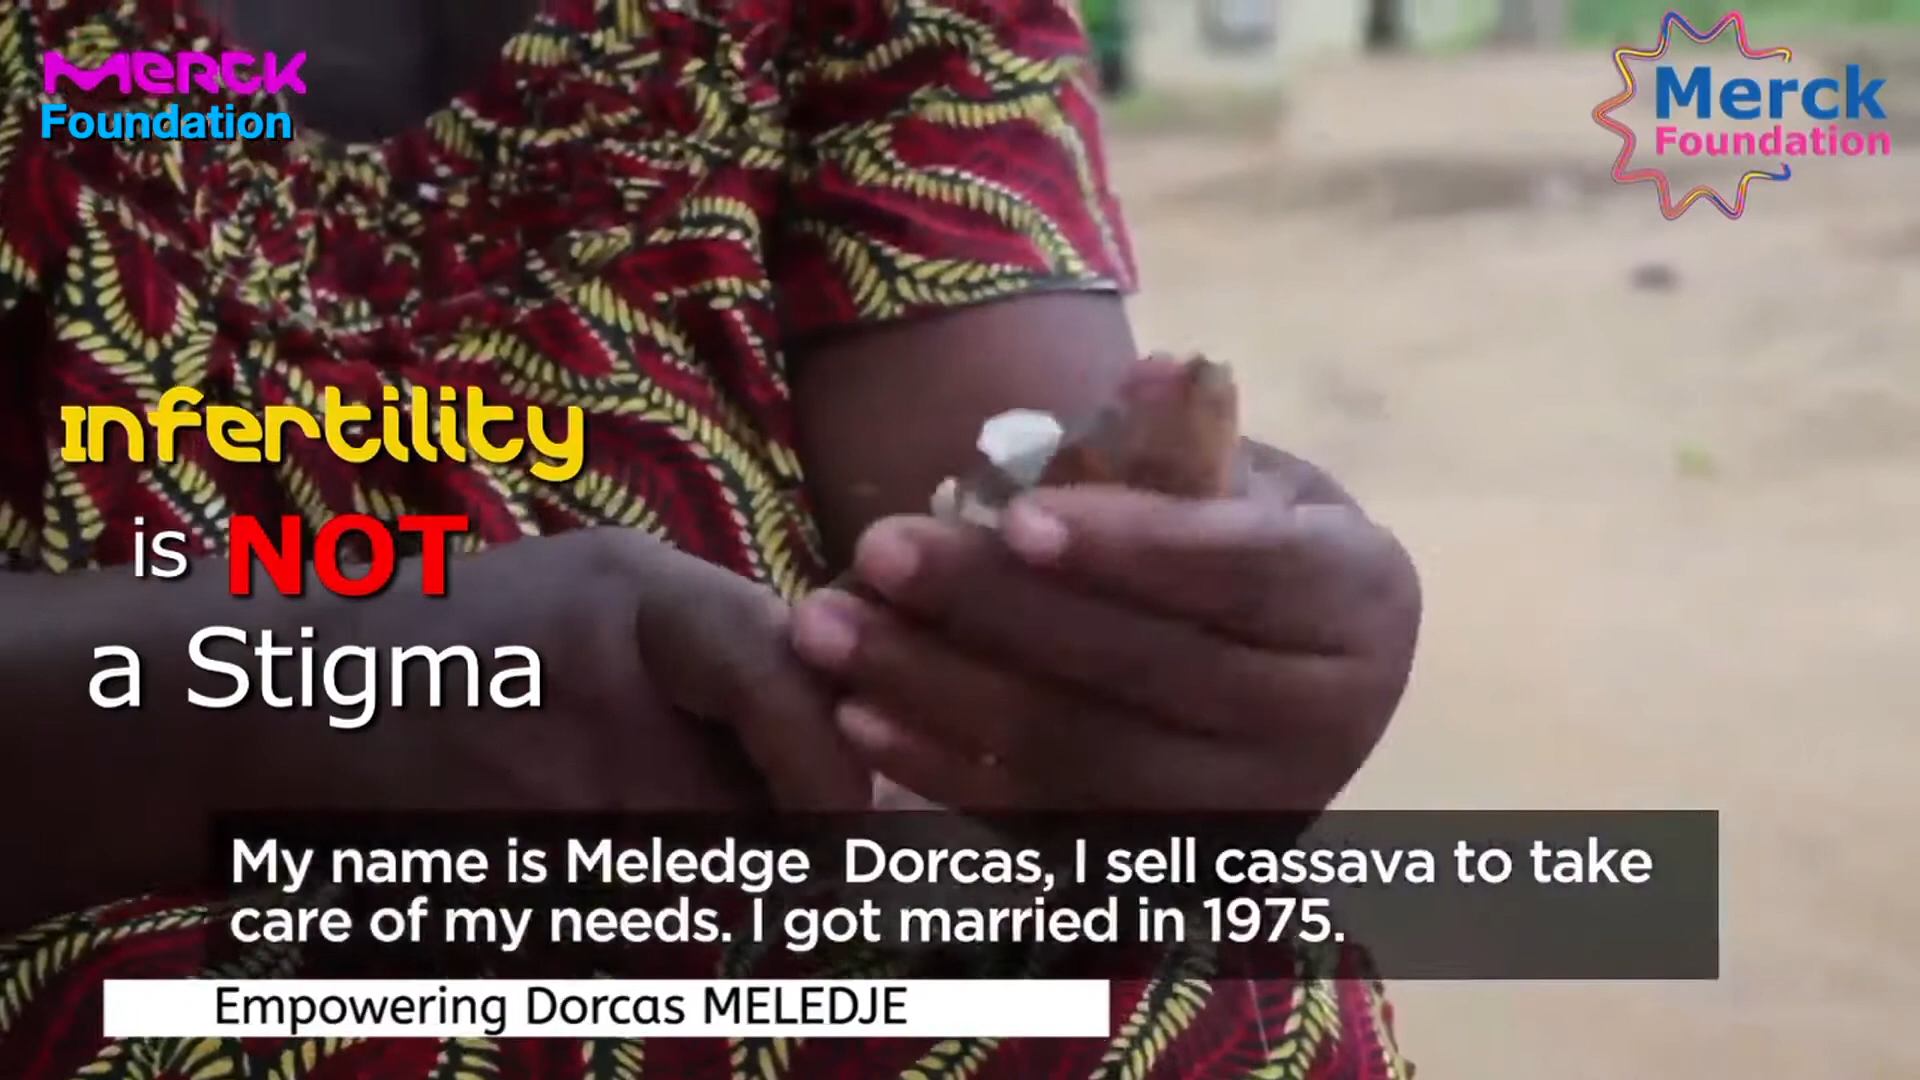 Merck
Foundation
Merck
Foundation
Infertility
is NOT
a Stigma
My name is Meledge Dorcas, I sell cassava to take
care of my needs. I got married in 1975.
Empowering Dorcas MELEDJE